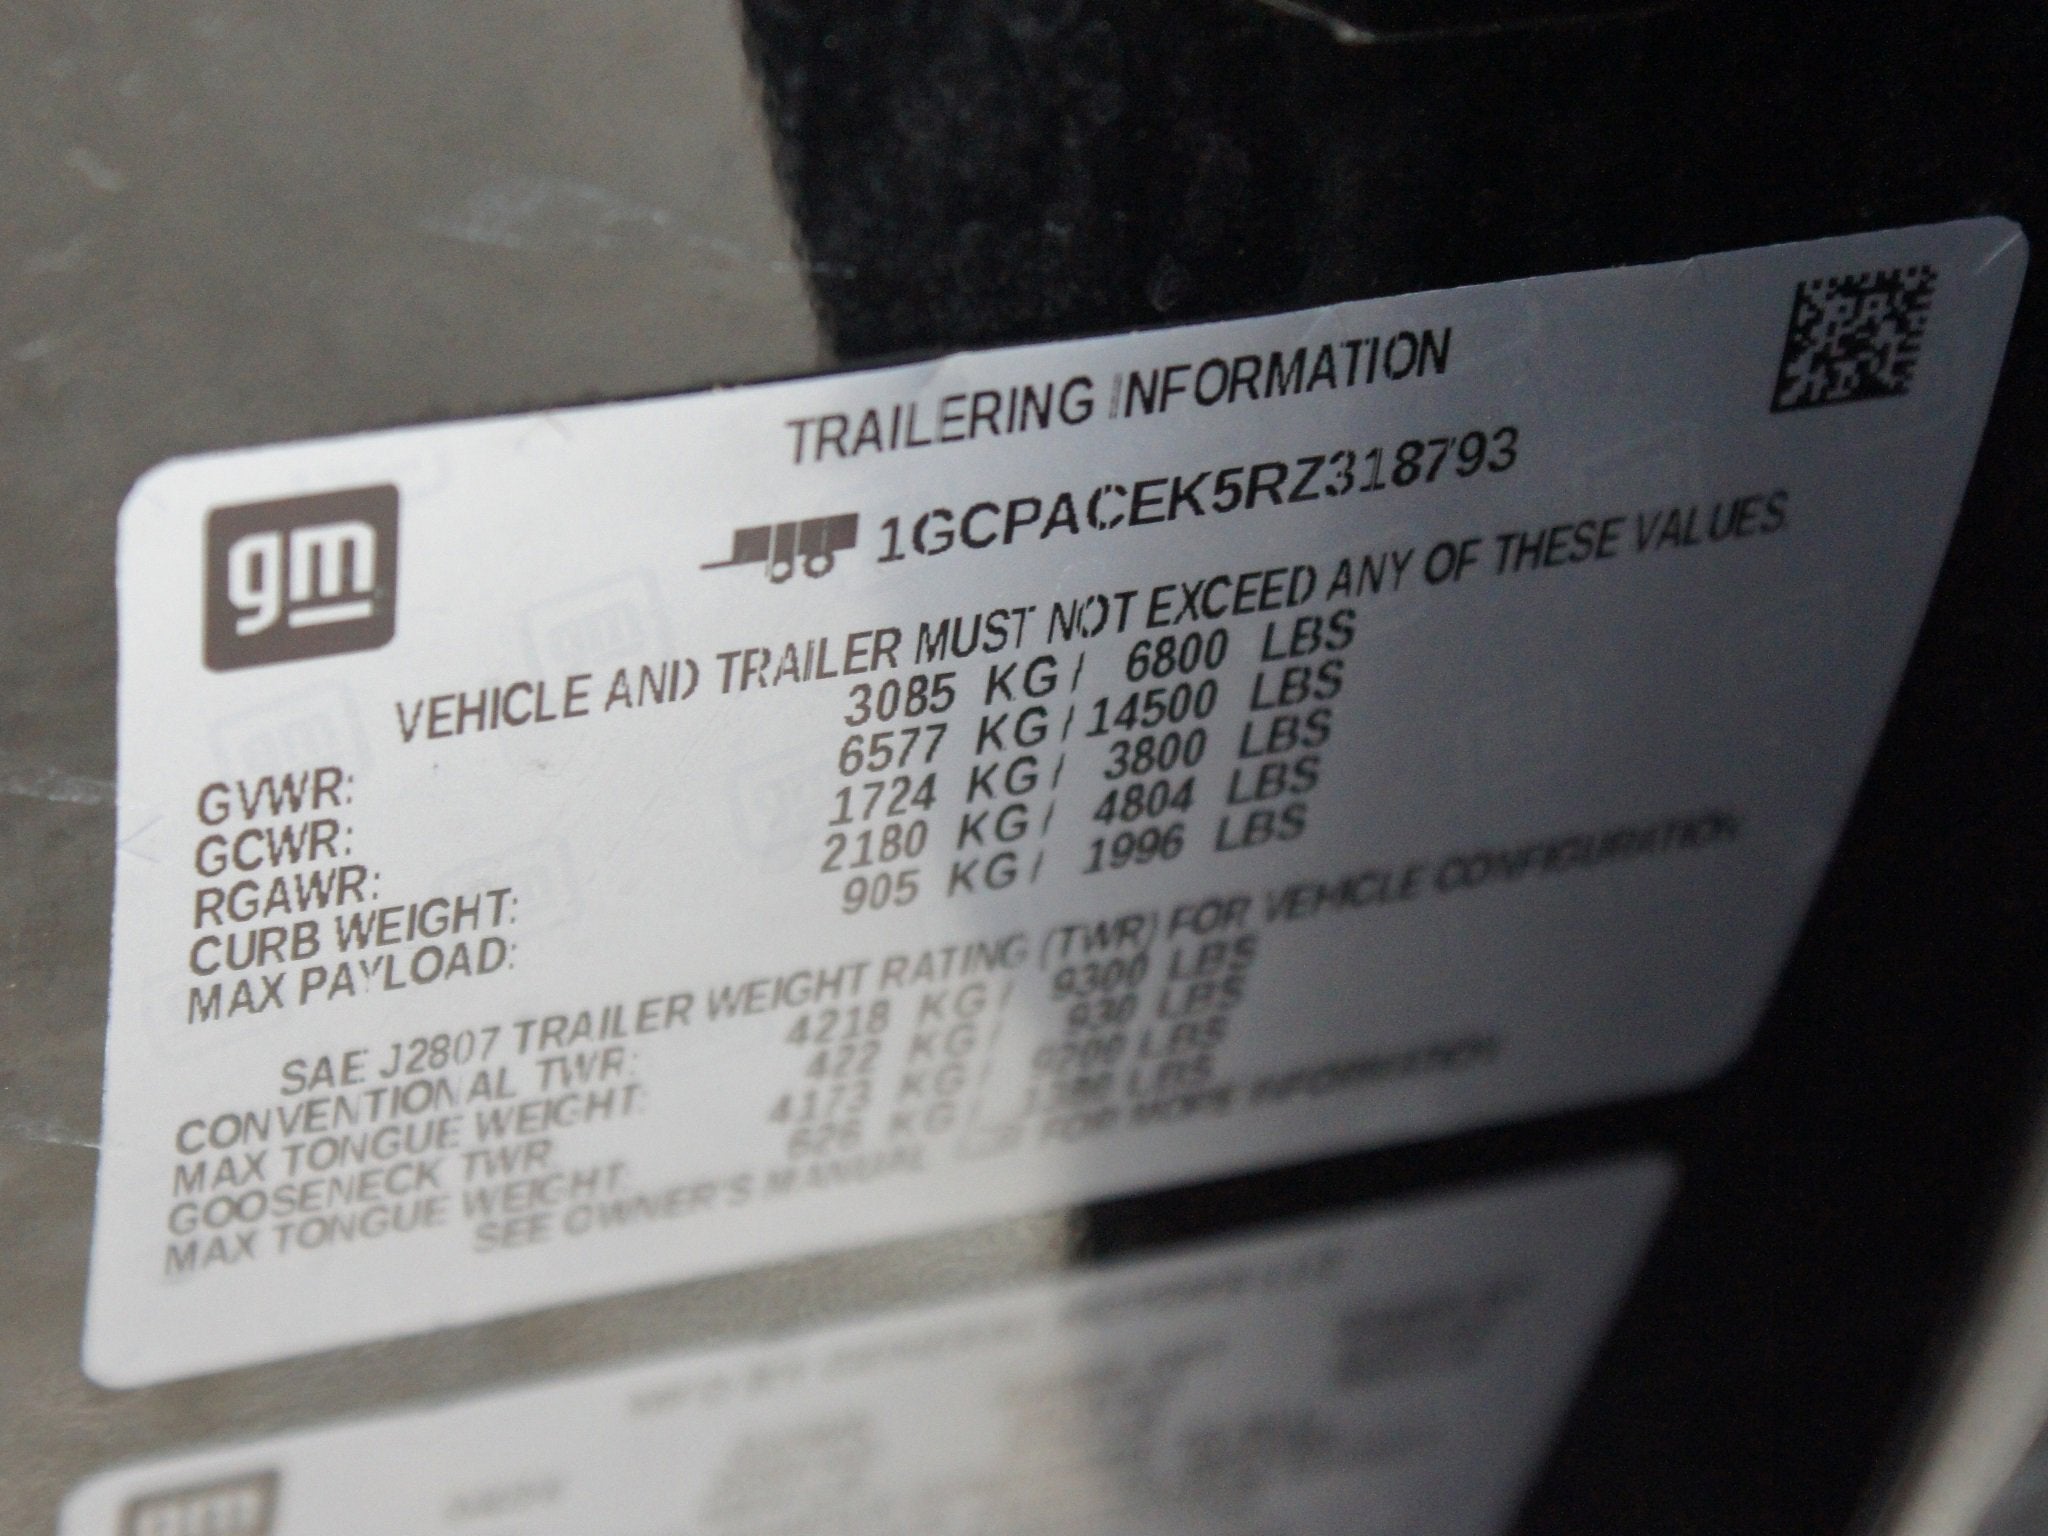 TRAILERING INFORMATION
gm
1GCPACEK5RZ318793
VEHICLE AND TRAILER MUST NOT EXCEED ANY OF THESE VALUES
GVWR: 3085 KG / 6800 LBS
GCWR: 6577 KG / 14500 LBS
RGAWR: 1724 KG / 3800 LBS
CURB WEIGHT: 2180 KG / 4804 LBS
MAX PAYLOAD: 905 KG / 1996 LBS
SAE J2807 TRAILER WEIGHT RATING (TWR) FOR VEHICLE CONFIGURATION
CONVENTIONAL TWR: 4218 KG / 9300 LBS
MAX TONGUE WEIGHT: 422 KG / 930 LBS
GOOSENECK TWR 4173 KG / 9200 LBS
MAX TONGUE WEIGHT: 626 KG / LBS
SEE OWNER'S MANUAL FOR MORE INFORMATION